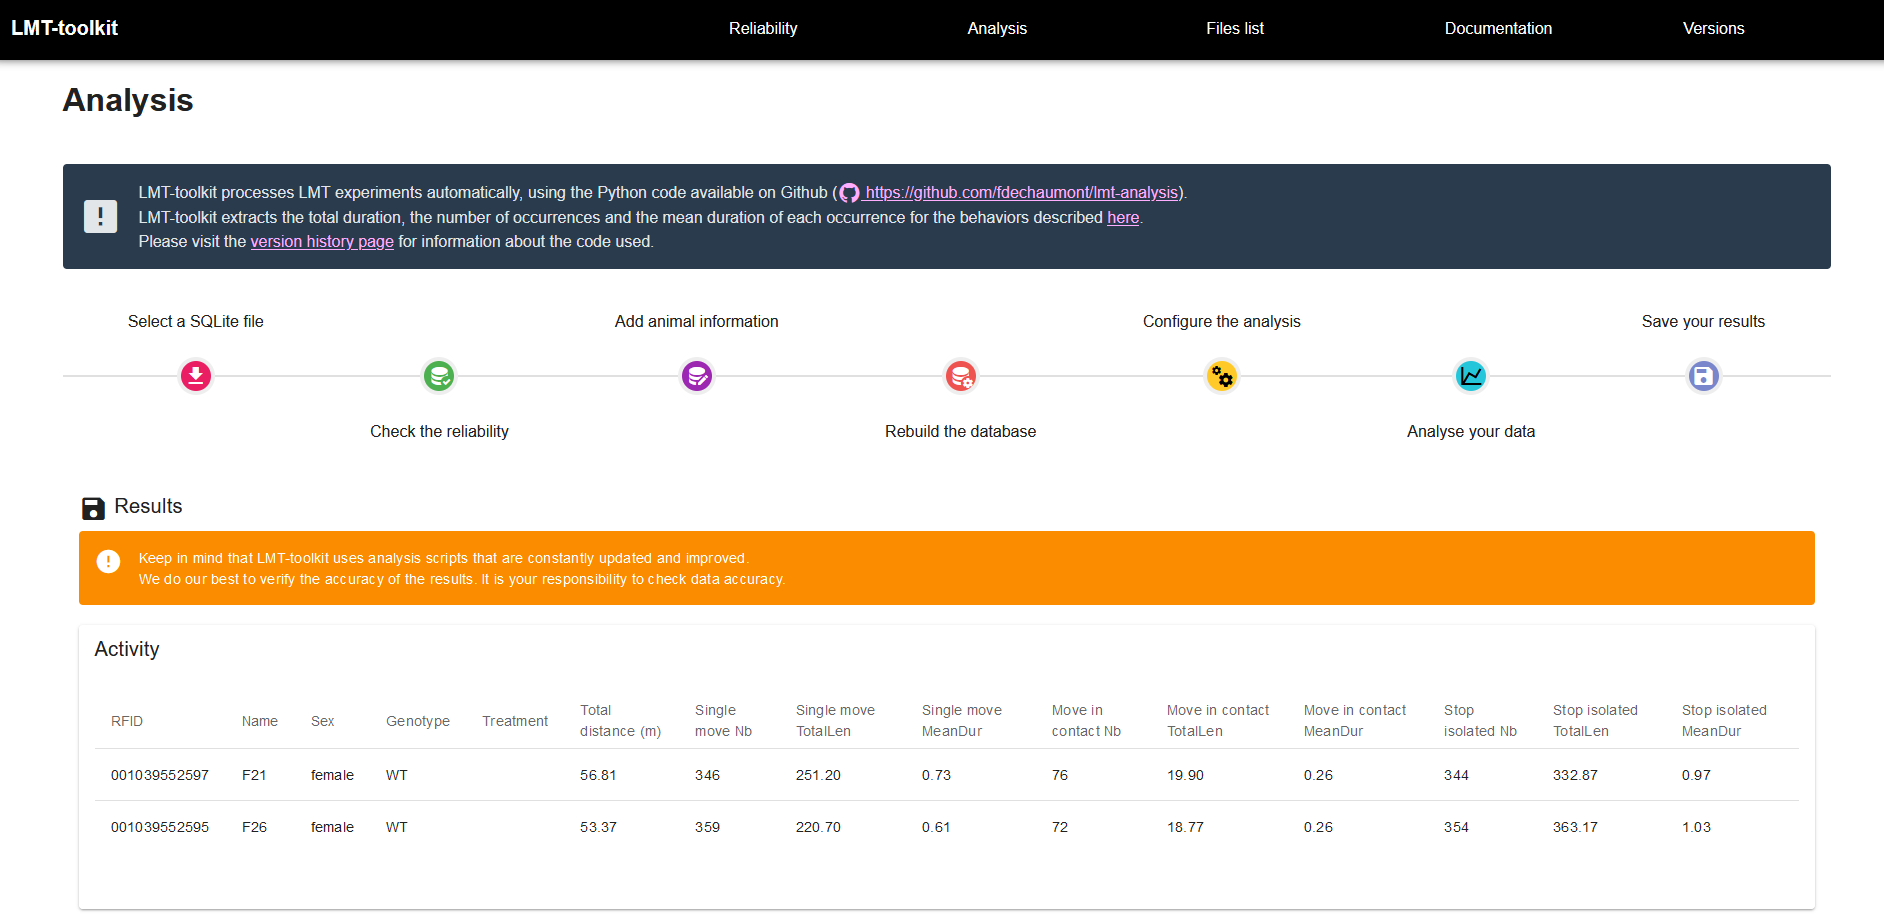 LMT-toolkit Reliability Analysis Files list Documentation Versions
Analysis
LMT-toolkit processes LMT experiments automatically, using the Python code available on Github ( https://github.com/fdechaumont/lmt-analysis).
LMT-toolkit extracts the total duration, the number of occurrences and the mean duration of each occurrence for the behaviors described here.
Please visit the version history page for information about the code used.
Select a SQLite file Add animal information Configure the analysis Save your results
Check the reliability Rebuild the database Analyse your data
Results
Keep in mind that LMT-toolkit uses analysis scripts that are constantly updated and improved.
We do our best to verify the accuracy of the results. It is your responsibility to check data accuracy.
Activity
RFID Name Sex Genotype Treatment Total distance (m) Single move Nb Single move TotalLen Single move MeanDur Move in contact Nb Move in contact TotalLen Move in contact MeanDur Stop isolated Nb Stop isolated TotalLen Stop isolated MeanDur
001039552597 F21 female WT 56.81 346 251.20 0.73 76 19.90 0.26 344 332.87 0.97
001039552595 F26 female WT 53.37 359 220.70 0.61 72 18.77 0.26 354 363.17 1.03